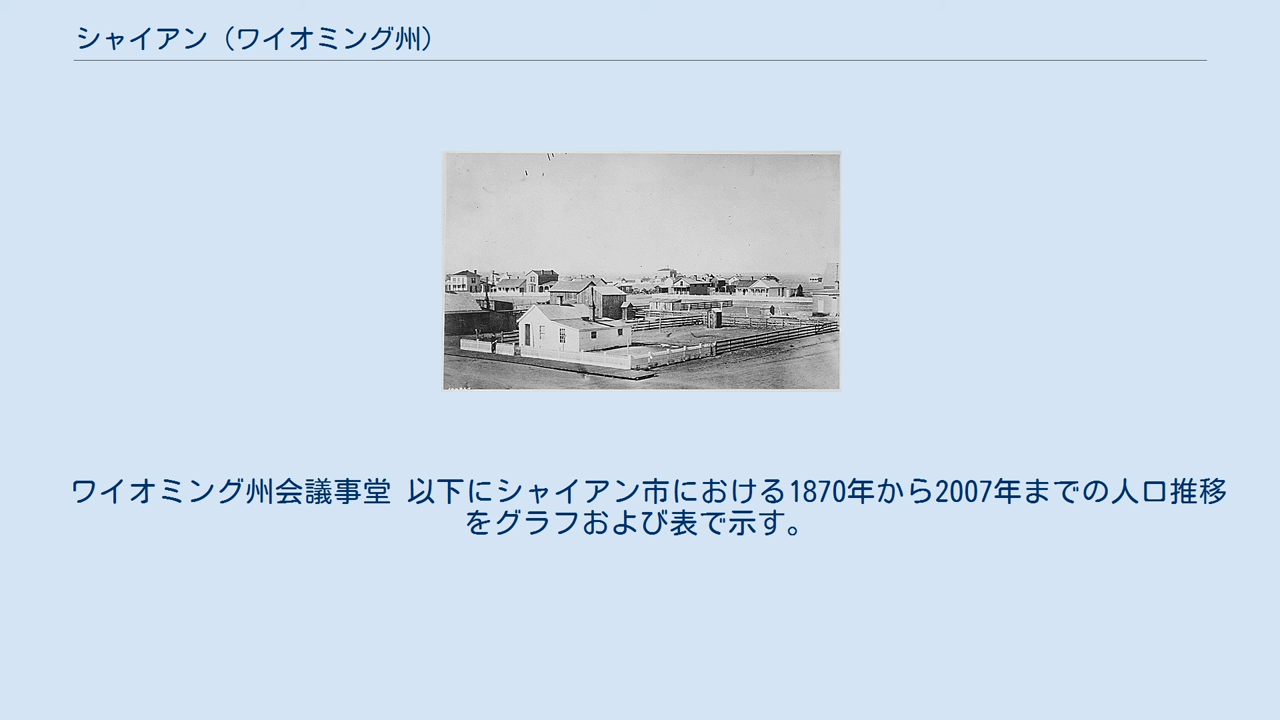 シャイアン（ワイオミング州）
ワイオミング州会議事堂 以下にシャイアン市における1870年から2007年までの人口推移
をグラフおよび表で示す。